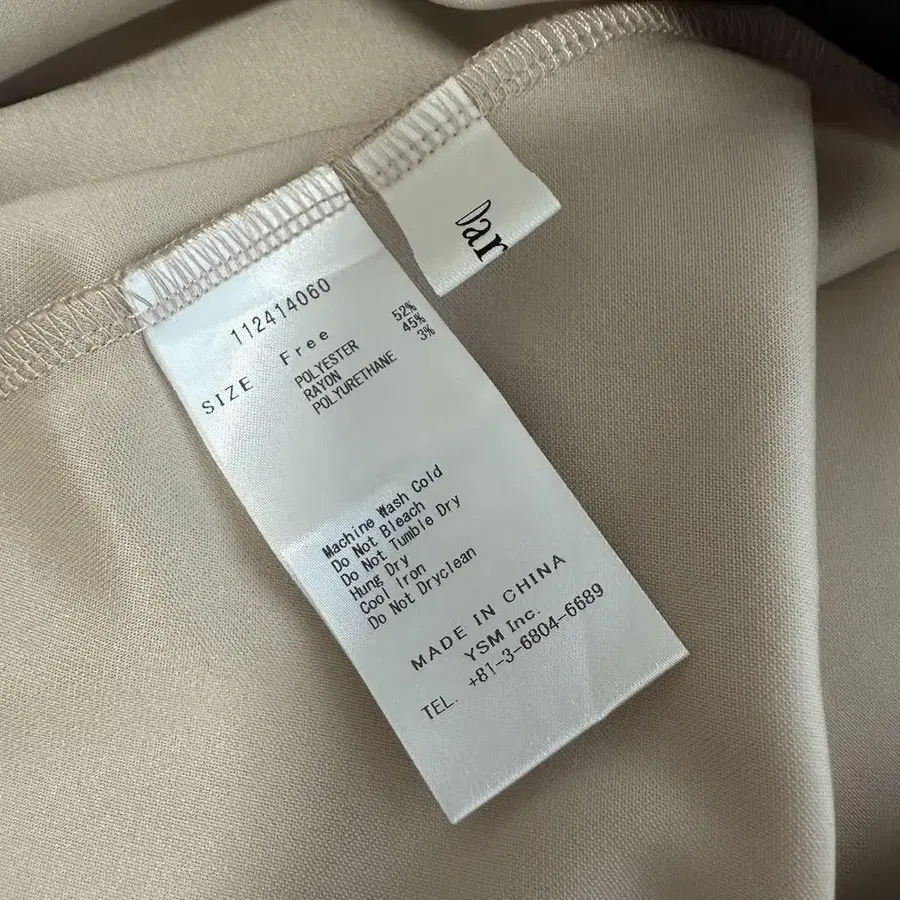 Dar
112414060
SIZE Free
POLYESTER 52%
RAYON 45%
POLYURETHANE 3%
Machine Wash Cold
Do Not Bleach
Do Not Tumble Dry
Hung Dry
Cool Iron
Do Not Dryclean
MADE IN CHINA
YSM Inc.
TEL. +81-3-6804-6689